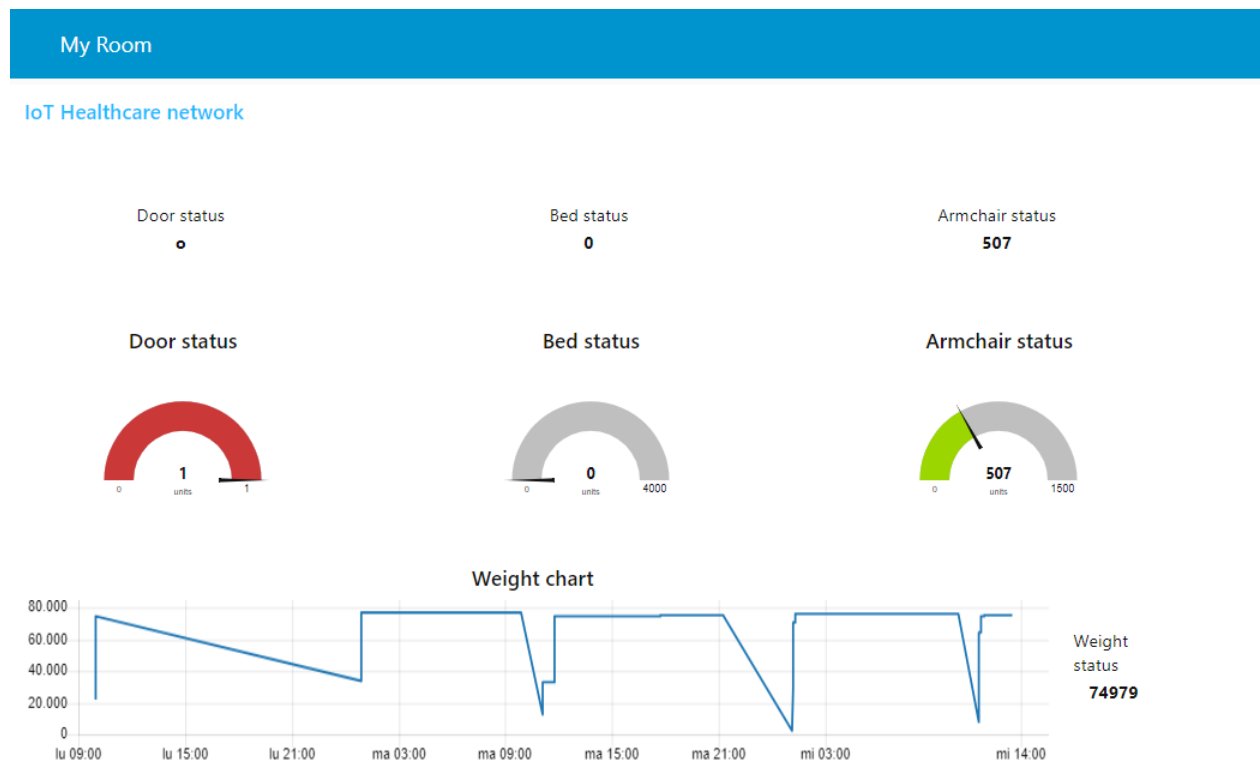 My Room
IoT Healthcare network
Door status
o
Bed status
0
Armchair status
507
Door status
1
units
0
1
Bed status
0
units
0
4000
Armchair status
507
units
0
1500
Weight chart
80.000
60.000
40.000
20.000
0
lu 09:00
lu 15:00
lu 21:00
ma 03:00
ma 09:00
ma 15:00
ma 21:00
mi 03:00
mi 14:00
Weight
status
74979